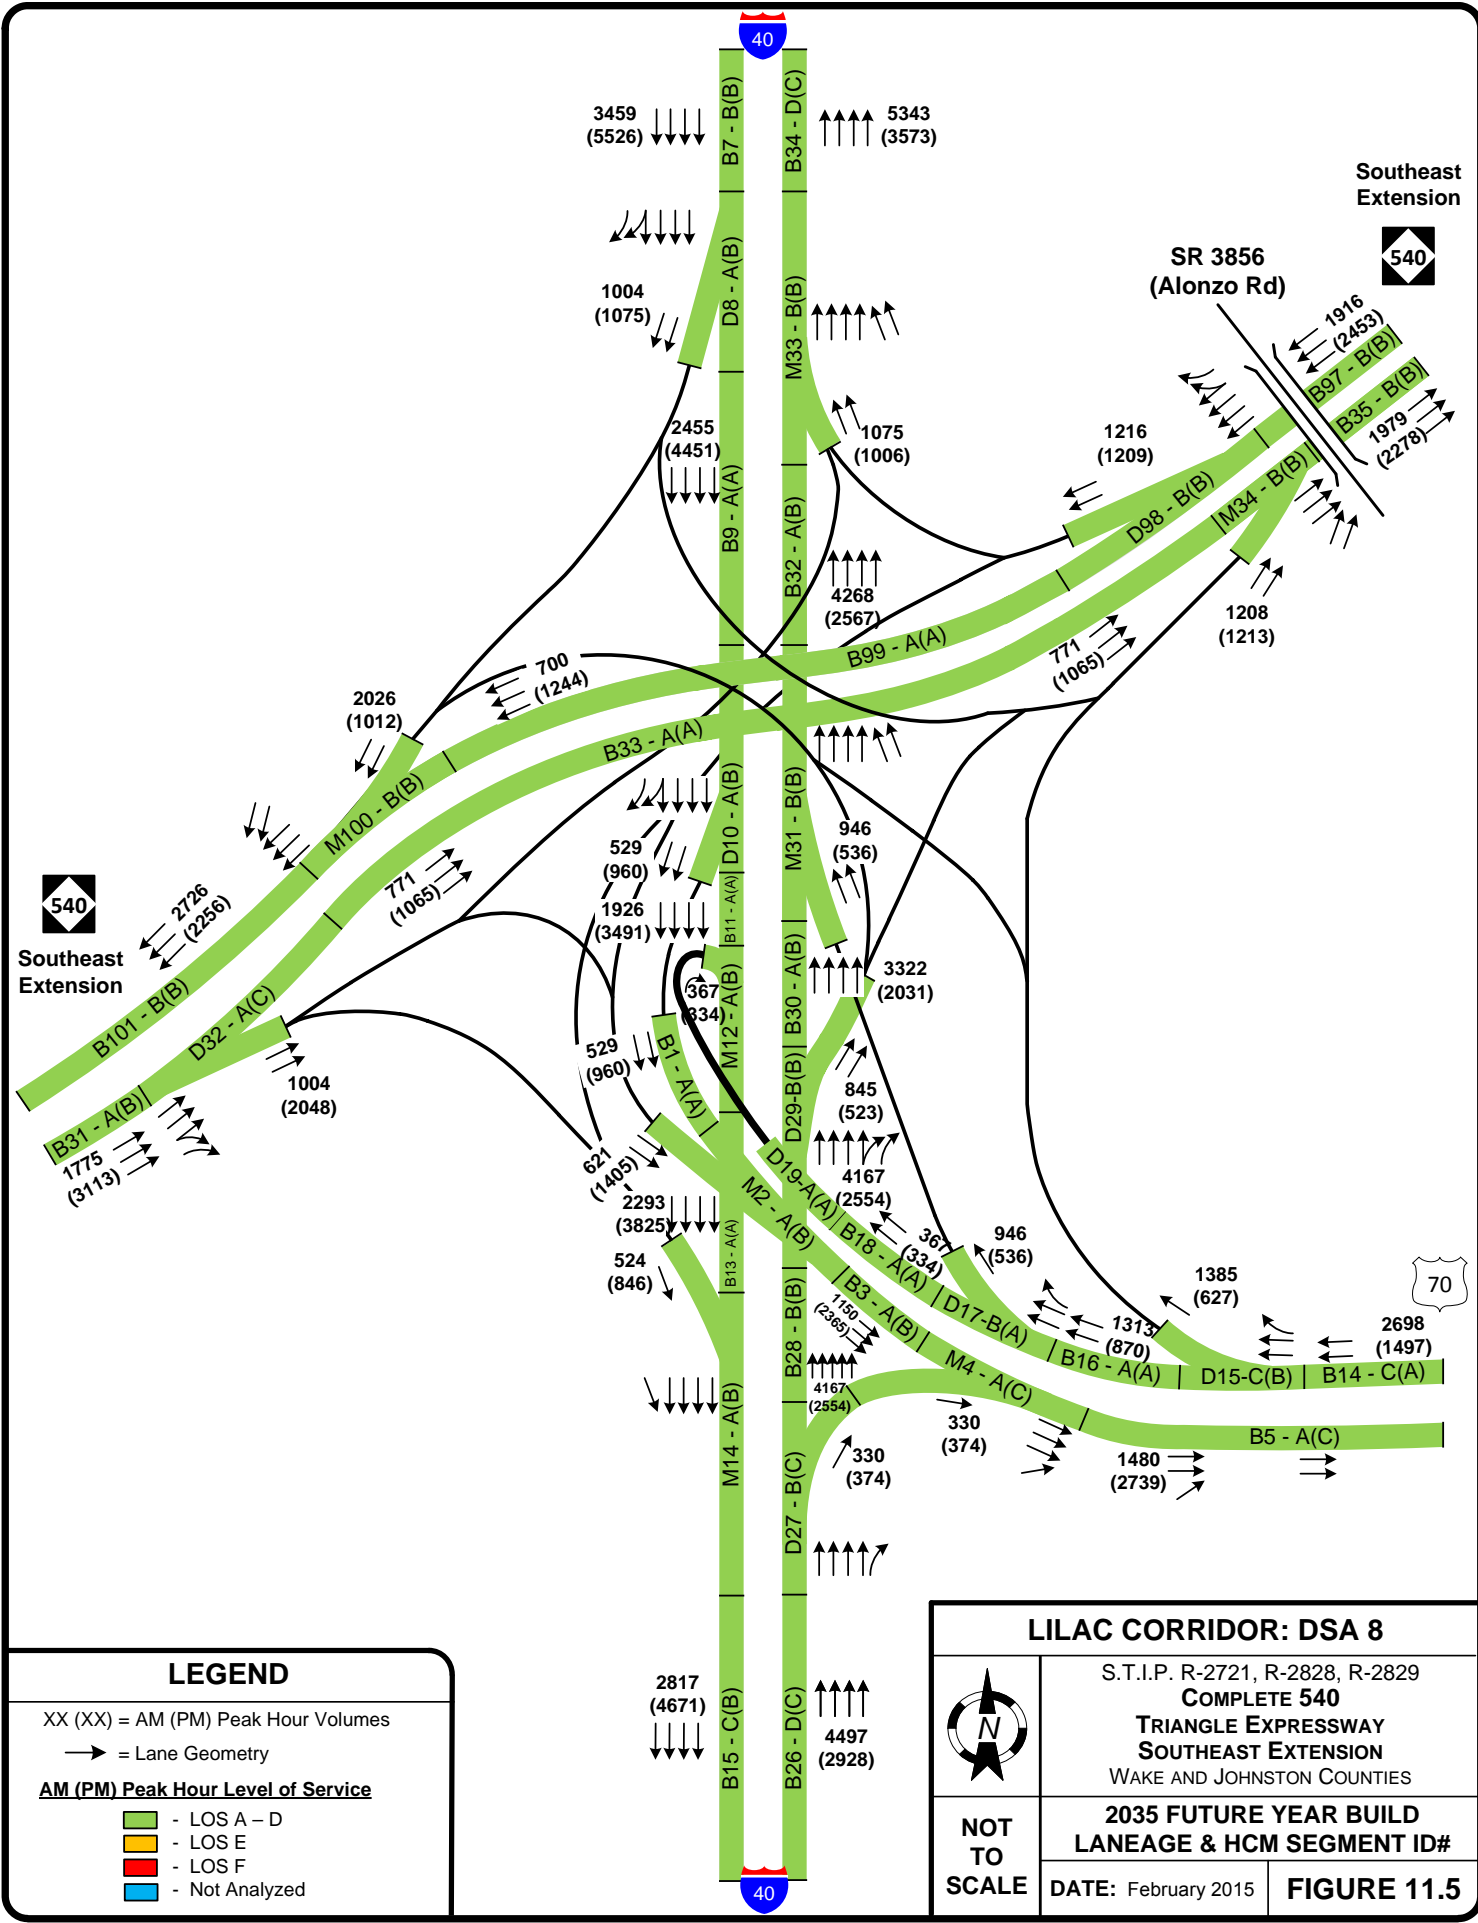 40
3459
(5526)
B7 - B(B)
B34 - D(C)
5343
(3573)
Southeast
Extension
540
SR 3856
(Alonzo Rd)
1004
(1075)
D8 - A(B)
M33 - B(B)
1916
(2453)
B97 - B(B)
B35 - B(B)
1979
(2278)
2455
(4451)
1075
(1006)
1216
(1209)
B9 - A(A)
B32 - A(B)
D98 - B(B)
M34 - B(B)
4268
(2567)
1208
(1213)
B99 - A(A)
771
(1065)
700
(1244)
2026
(1012)
B33 - A(A)
M100 - B(B)
D10 - A(B)
M31 - B(B)
946
(536)
529
(960)
771
(1065)
540
Southeast
Extension
2726
(2256)
1926
(3491)
B11 - A(A)
B30 - A(B)
3322
(2031)
367
(334)
M12 - A(B)
B101 - B(B)
D32 - A(C)
1004
(2048)
B31 - A(B)
1775
(3113)
529
(960)
B1 - A(A)
D29-B(B)
845
(523)
621
(1405)
4167
(2554)
D19-A(A)
M2 - A(B)
2293
(3825)
B13 - A(A)
B18 - A(A)
367
(334)
946
(536)
524
(846)
B28 - B(B)
B3 - A(B)
1150
(2365)
D17-B(A)
1313
(870)
1385
(627)
70
2698
(1497)
B16 - A(A)
D15-C(B)
B14 - C(A)
4167
(2554)
M4 - A(C)
M14 - A(B)
330
(374)
B5 - A(C)
330
(374)
1480
(2739)
D27 - B(C)
2817
(4671)
B15 - C(B)
B26 - D(C)
4497
(2928)
40
LEGEND
XX (XX) = AM (PM) Peak Hour Volumes
= Lane Geometry
AM (PM) Peak Hour Level of Service
- LOS A – D
- LOS E
- LOS F
- Not Analyzed
LILAC CORRIDOR: DSA 8
N
S.T.I.P. R-2721, R-2828, R-2829
COMPLETE 540
TRIANGLE EXPRESSWAY
SOUTHEAST EXTENSION
WAKE AND JOHNSTON COUNTIES
NOT
TO
SCALE
2035 FUTURE YEAR BUILD
LANEAGE & HCM SEGMENT ID#
DATE: February 2015
FIGURE 11.5